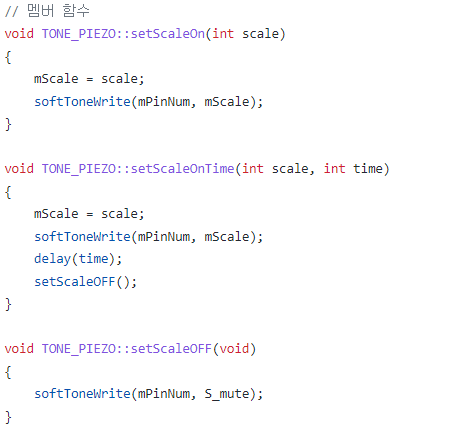 // 멤버 함수
void TONE_PIEZO::setScaleOn(int scale)
{
    mScale = scale;
    softToneWrite(mPinNum, mScale);
}

void TONE_PIEZO::setScaleOnTime(int scale, int time)
{
    mScale = scale;
    softToneWrite(mPinNum, mScale);
    delay(time);
    setScaleOFF();
}

void TONE_PIEZO::setScaleOFF(void)
{
    softToneWrite(mPinNum, S_mute);
}